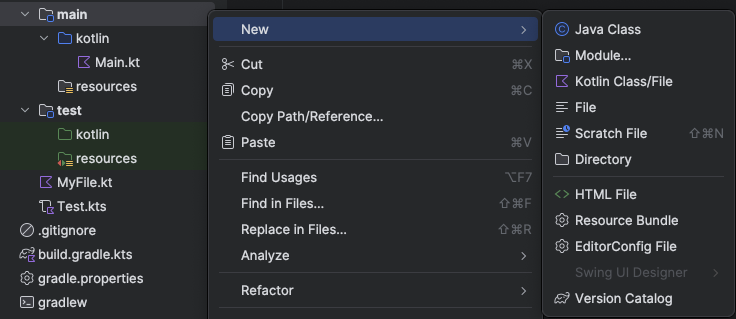 main
kotlin
Main.kt
resources
test
kotlin
resources
MyFile.kt
Test.kts
.gitignore
build.gradle.kts
gradle.properties
gradlew
New
Cut ⌘X
Copy ⌘C
Copy Path/Reference...
Paste ⌘V
Find Usages ⌥F7
Find in Files... ⇧⌘F
Replace in Files... ⇧⌘R
Analyze
Refactor
Java Class
Module...
Kotlin Class/File
File
Scratch File ⇧⌘N
Directory
HTML File
Resource Bundle
EditorConfig File
Swing UI Designer
Version Catalog